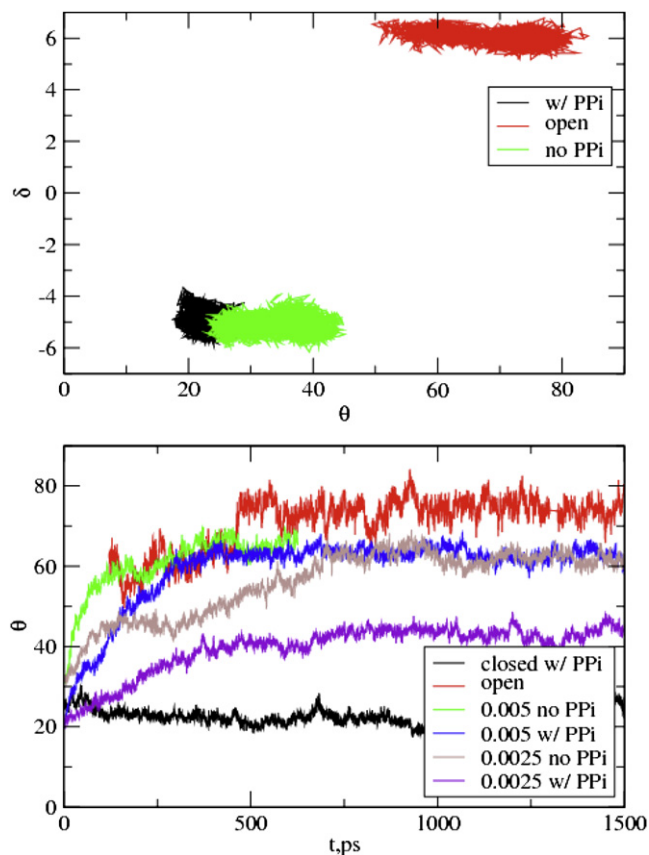 6
4
2
0
-2
-4
-6
δ
w/ PPi
open
no PPi
0 20 40 60 80
θ
80
60
40
20
0
θ
closed w/ PPi
open
0.005 no PPi
0.005 w/ PPi
0.0025 no PPi
0.0025 w/ PPi
0 500 1000 1500
t,ps